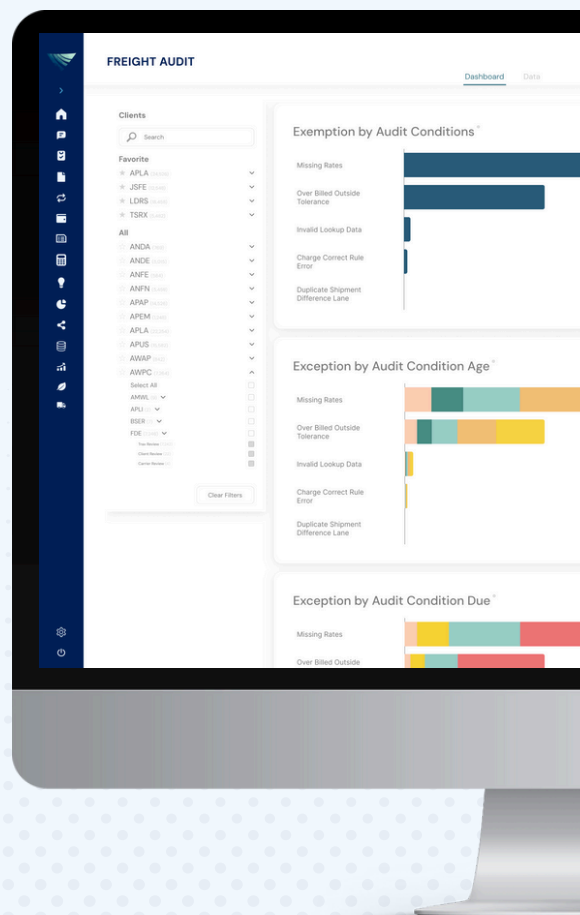 FREIGHT AUDIT
Dashboard
Data
Clients
Search
Favorite
APLA
JSFE
LDRS
TSRX
All
ANDA
ANDE
ANFE
ANFN
APAP
APEM
APLA
APUS
AWAP
AWPC
Select All
AMWL
APLI
BSER
FDE
Client Review
Carrier Review
Clear Filters
Exemption by Audit Conditions
Missing Rates
Over Billed Outside
Tolerance
Invalid Lookup Data
Charge Correct Rule
Error
Duplicate Shipment
Difference Lane
Exception by Audit Condition Age
Missing Rates
Over Billed Outside
Tolerance
Invalid Lookup Data
Charge Correct Rule
Error
Duplicate Shipment
Difference Lane
Exception by Audit Condition Due
Missing Rates
Over Billed Outside